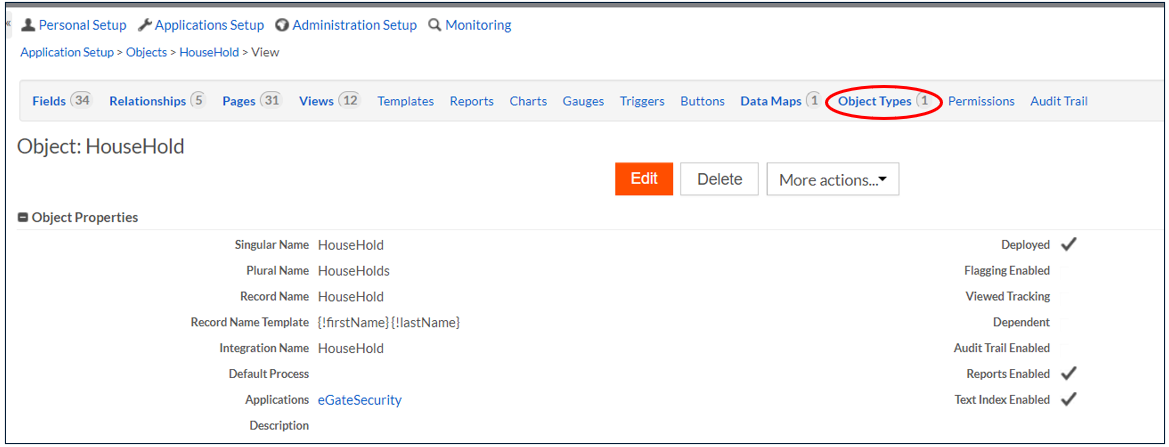 « Personal Setup Applications Setup Administration Setup Monitoring
Application Setup > Objects > HouseHold > View
Fields 34 Relationships 5 Pages 31 Views 12 Templates Reports Charts Gauges Triggers Buttons Data Maps 1 Object Types 1 Permissions Audit Trail
Object: HouseHold
Edit Delete More actions...
Object Properties
Singular Name HouseHold Deployed
Plural Name HouseHolds Flagging Enabled
Record Name HouseHold Viewed Tracking
Record Name Template {!firstName} {!lastName} Dependent
Integration Name HouseHold Audit Trail Enabled
Default Process Reports Enabled
Applications eGateSecurity Text Index Enabled
Description